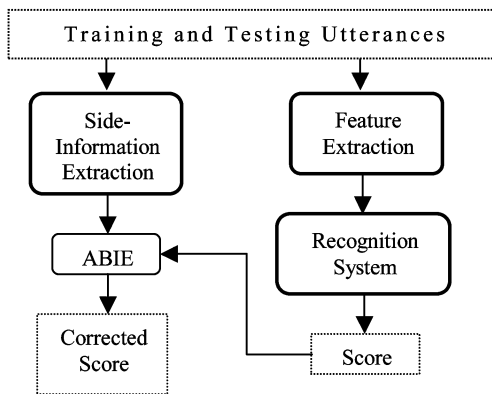 Training and Testing Utterances
Side-
Information
Extraction
Feature
Extraction
ABIE
Recognition
System
Corrected
Score
Score